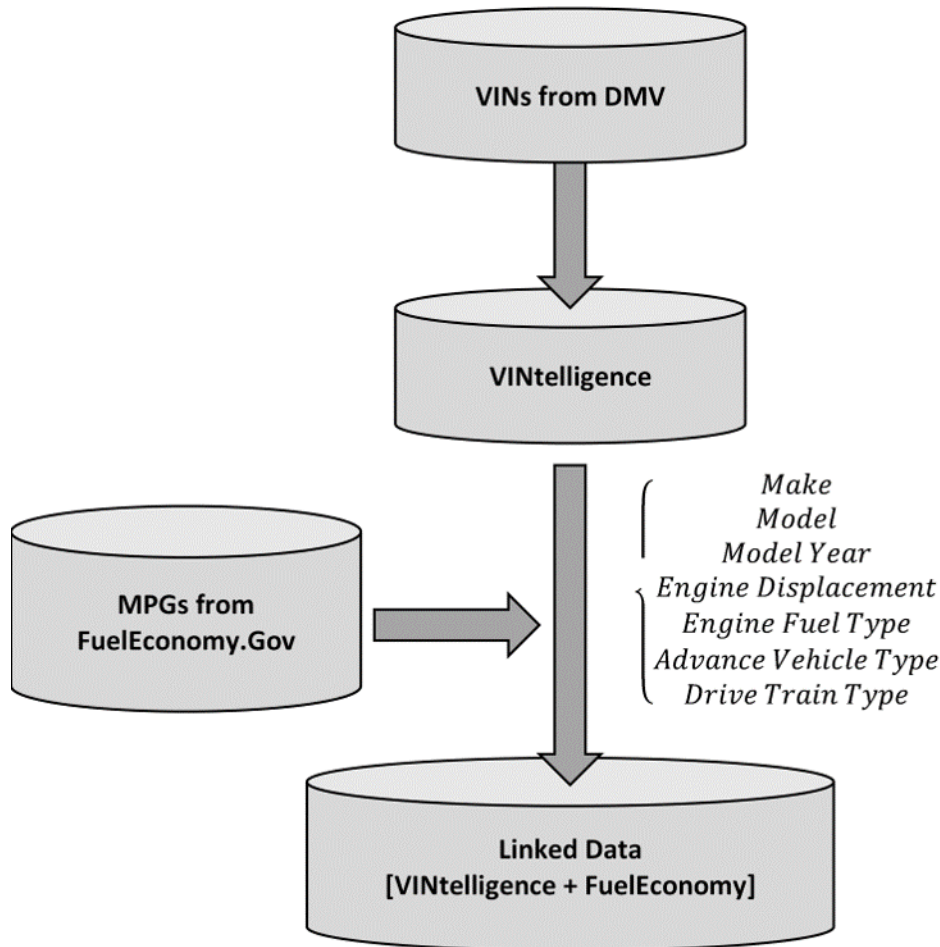 VINs from DMV
VINtelligence
Make
Model
Model Year
Engine Displacement
Engine Fuel Type
Advance Vehicle Type
Drive Train Type
MPGs from
FuelEconomy.Gov
Linked Data
[VINtelligence + FuelEconomy]